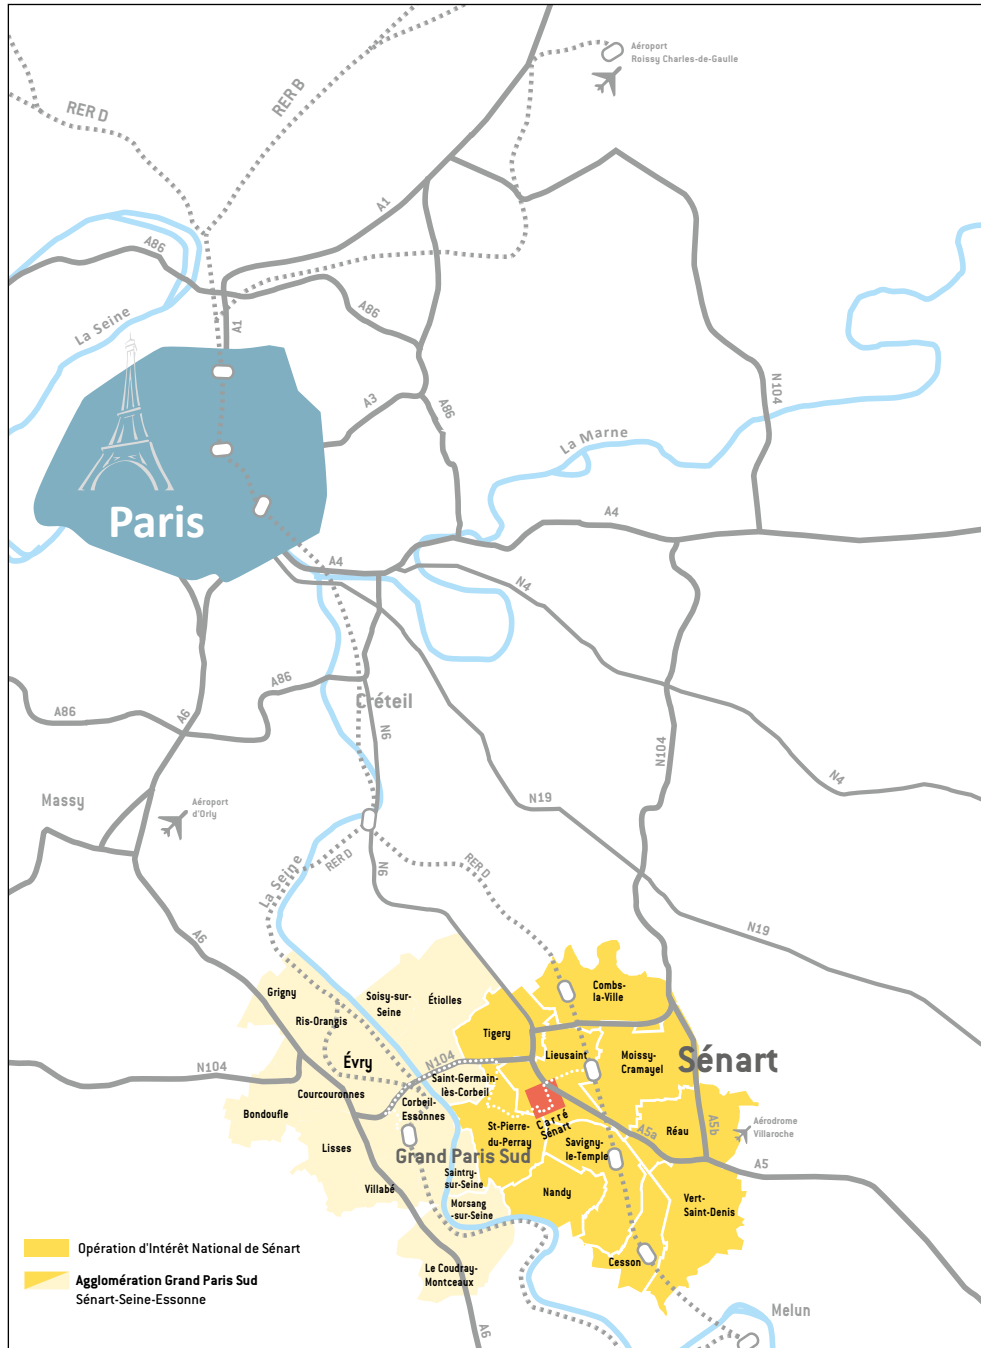 Aéroport
Roissy Charles-de-Gaulle
RER B
RER D
A1
A86
La Seine
A86
A1
N104
A3
A86
La Marne
Paris
A4
A4
N4
A86
Créteil
A86
A6
N6
N104
N4
Massy
Aéroport
d'Orly
N19
RER D
RER D
N6
La Seine
A6
N19
Grigny
Soisy-sur-
Seine
Étiolles
Combs-
la-Ville
Ris-Orangis
Tigery
Évry
N104
Lieusaint
Moissy-
Cramayel
Sénart
N104
Saint-Germain-
lès-Corbeil
Courcouronnes
Corbeil-
Essonnes
Bondoufle
Carré
Sénart
St-Pierre-
du-Perray
A5a
Réau
A5b
Aérodrome
Villaroche
Lisses
Savigny-
le-Temple
Grand Paris Sud
A5
Saintry-
sur-Seine
Villabé
Nandy
Morsang
-sur-Seine
Vert-
Saint-Denis
Opération d'Intérêt National de Sénart
Cesson
Le Coudray-
Montceaux
Agglomération Grand Paris Sud
Sénart-Seine-Essonne
Melun
A6